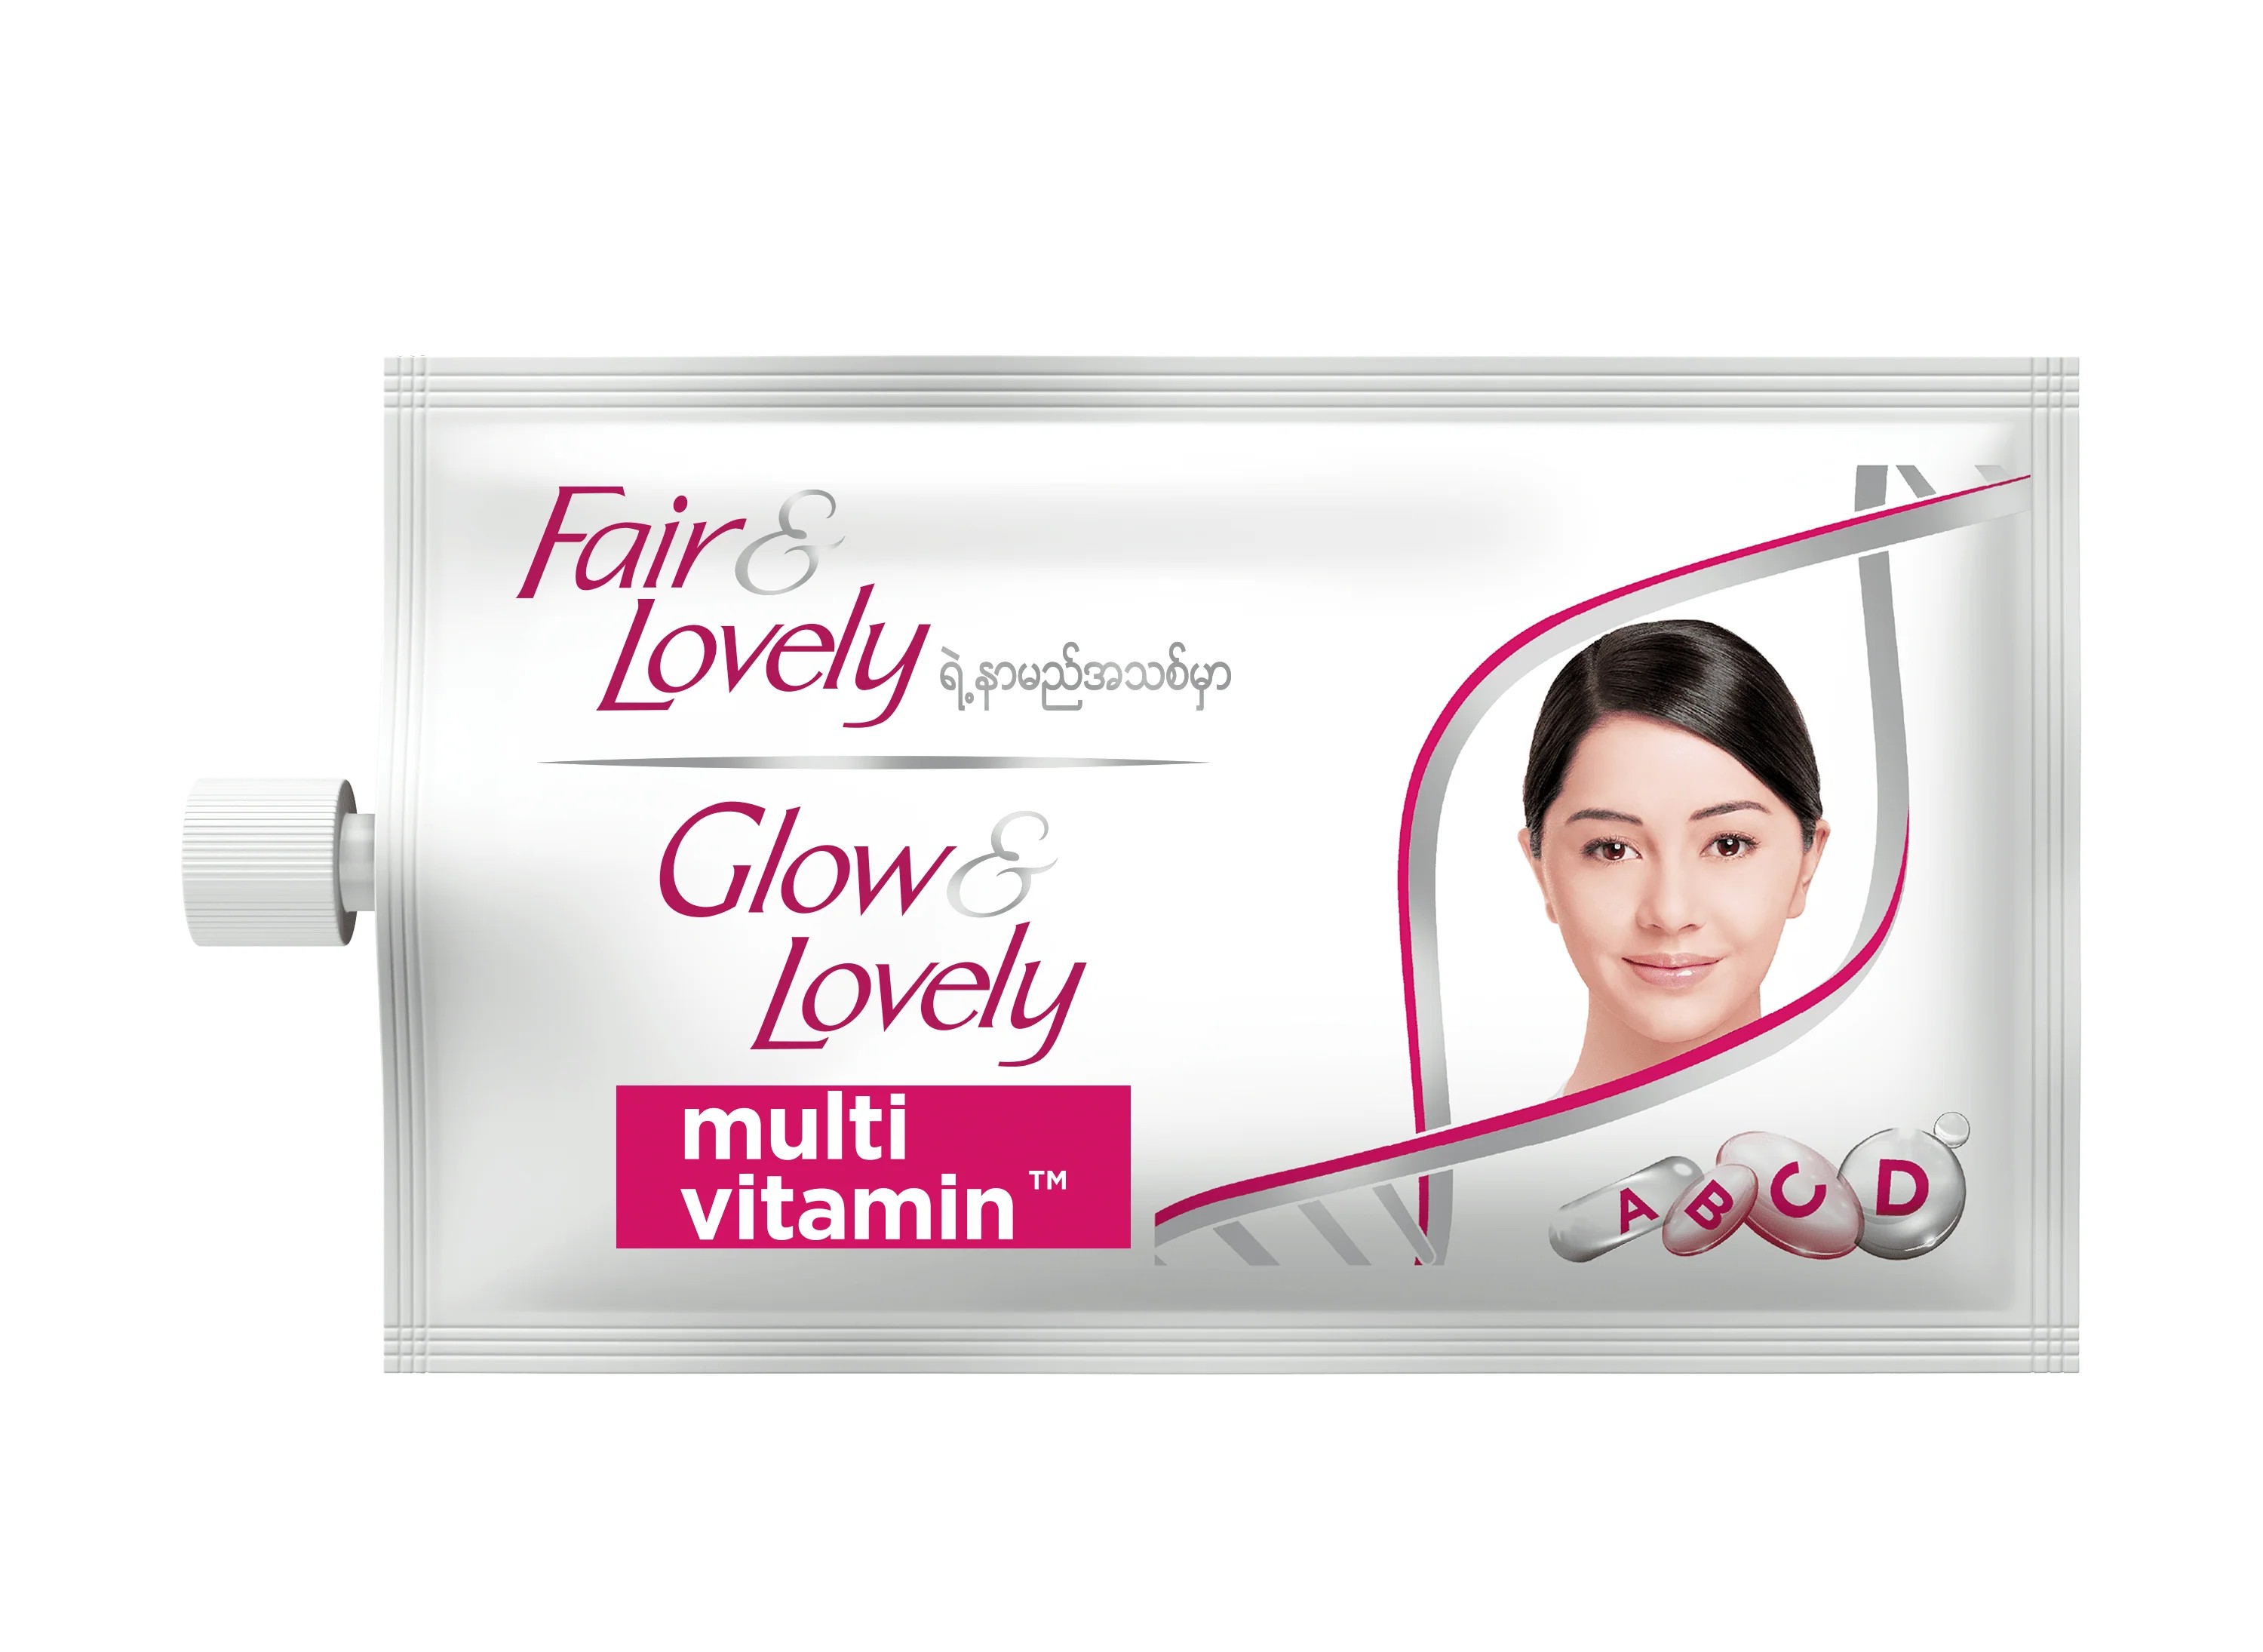 Fair &
Lovely ရဲ့နာမည်အသစ်မှာ
Glow &
Lovely
multi
vitamin™
A B C D